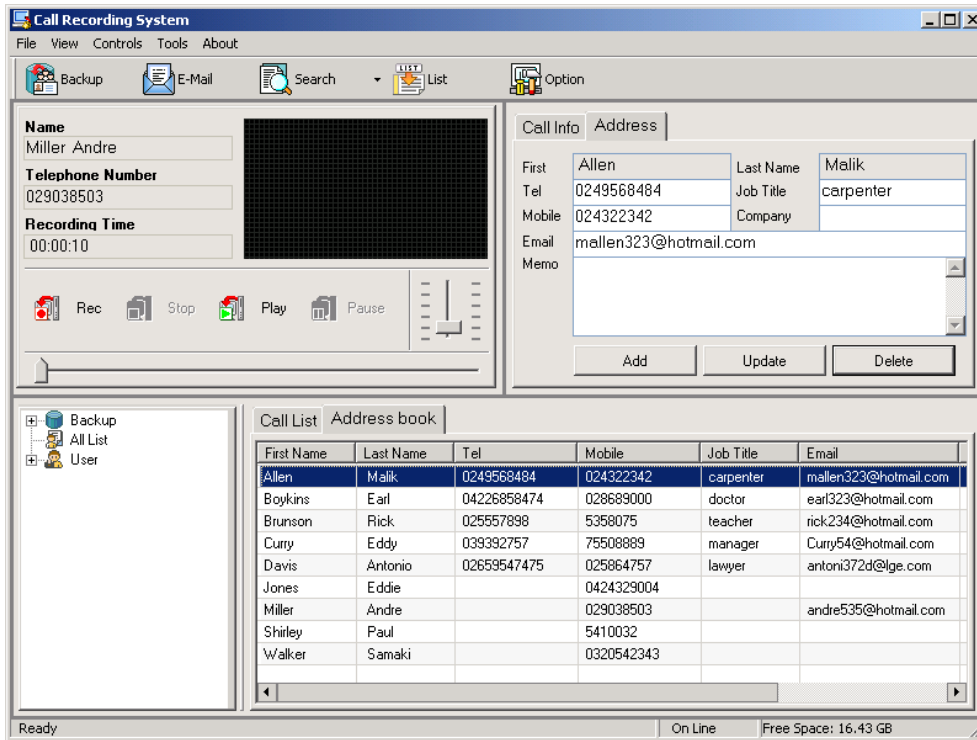 Call Recording System
File View Controls Tools About
Backup E-Mail Search LIST List Option
Name
Miller Andre
Telephone Number
029038503
Recording Time
00:00:10
Rec Stop Play Pause
Call Info Address
First Allen Last Name Malik
Tel 0249568484 Job Title carpenter
Mobile 024322342 Company
Email mallen323@hotmail.com
Memo
Add Update Delete
Backup
All List
User
Call List Address book
First Name Last Name Tel Mobile Job Title Email
Allen Malik 0249568484 024322342 carpenter mallen323@hotmail.com
Boykins Earl 04226858474 028689000 doctor earl323@hotmail.com
Brunson Rick 025557898 5358075 teacher rick234@hotmail.com
Curry Eddy 039392757 75508889 manager Curry54@hotmail.com
Davis Antonio 02659547475 025864757 lawyer antoni372d@lge.com
Jones Eddie 0424329004
Miller Andre 029038503 andre535@hotmail.com
Shirley Paul 5410032
Walker Samaki 0320542343
Ready On Line Free Space: 16.43 GB